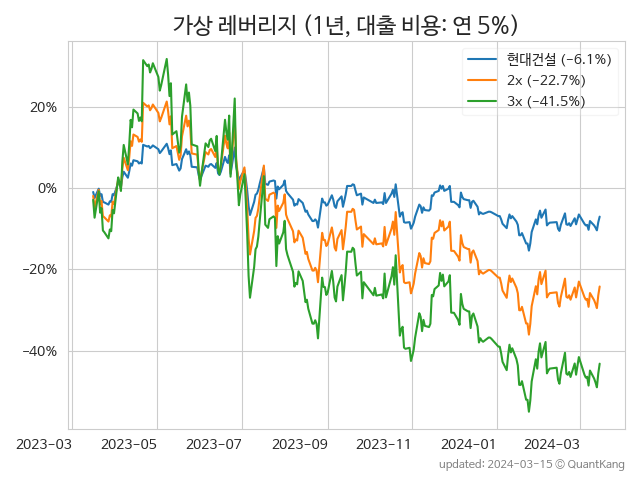 가상 레버리지 (1년, 대출 비용: 연 5%)
현대건설 (−6.1%)
2x (−22.7%)
3x (−41.5%)
20%
0%
−20%
−40%
2023-03 2023-05 2023-07 2023-09 2023-11 2024-01 2024-03
updated: 2024-03-15 © QuantKang